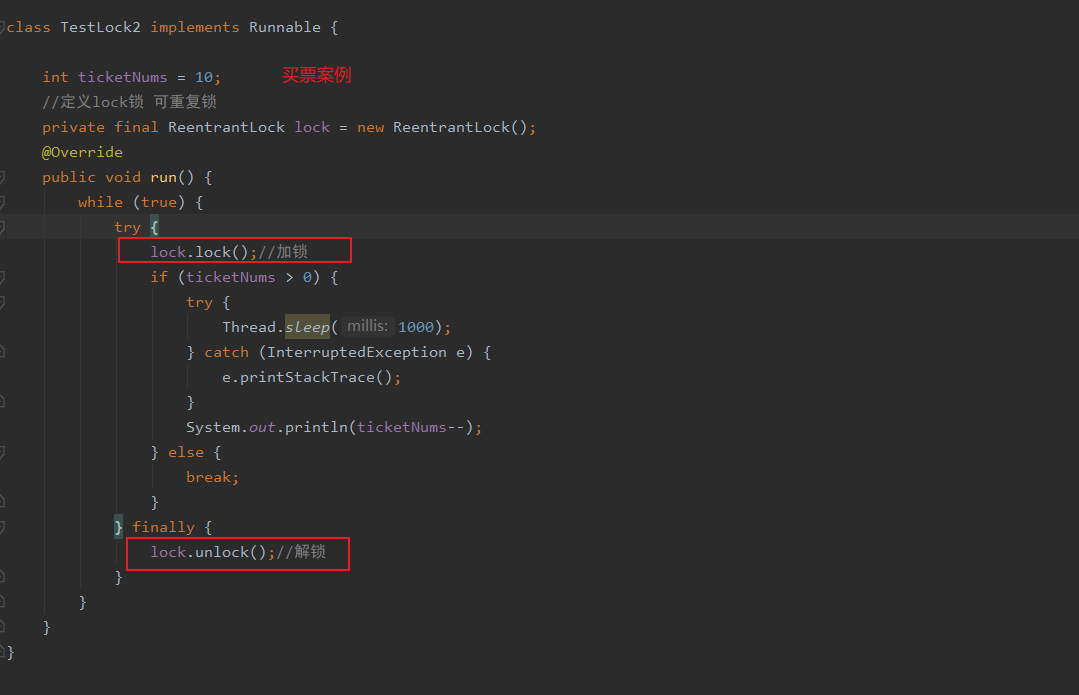 class TestLock2 implements Runnable {
int ticketNums = 10; 买票案例
//定义lock锁 可重复锁
private final ReentrantLock lock = new ReentrantLock();
@Override
public void run() {
while (true) {
try {
lock.lock();//加锁
if (ticketNums > 0) {
try {
Thread.sleep( millis: 1000);
} catch (InterruptedException e) {
e.printStackTrace();
}
System.out.println(ticketNums--);
} else {
break;
}
} finally {
lock.unlock();//解锁
}
}
}
}